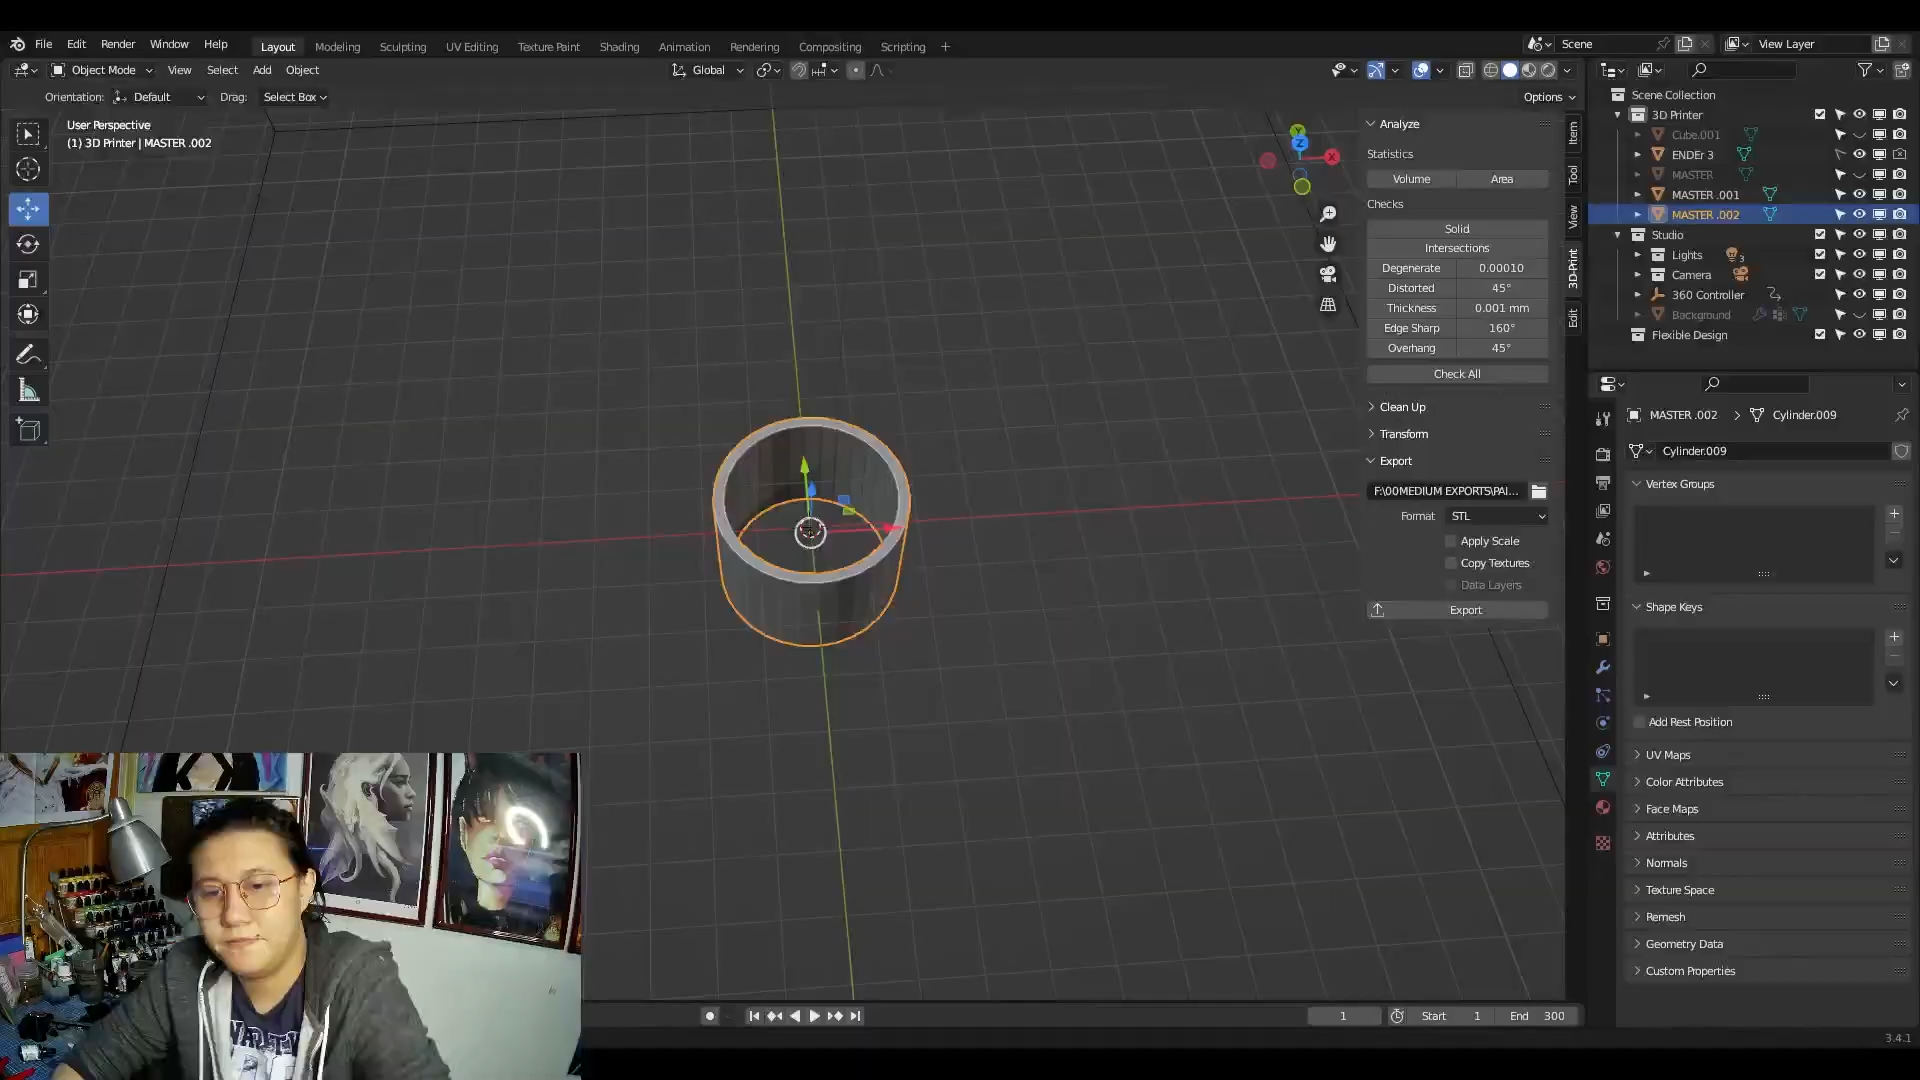 File Edit Render Window Help
Layout Modeling Sculpting UV Editing Texture Paint Shading Animation Rendering Compositing Scripting +
Scene
View Layer
Object Mode View Select Add Object
Global
Orientation: Default Drag: Select Box
Options
User Perspective
(1) 3D Printer | MASTER .002
Y
Z
X
Item
Tool
View
3D-Print
Edit
Analyze
Statistics
Volume Area
Checks
Solid
Intersections
Degenerate 0.00010
Distorted 45°
Thickness 0.001 mm
Edge Sharp 160°
Overhang 45°
Check All
Clean Up
Transform
Export
F:\00MEDIUM EXPORTS\PAI...
Format STL
Apply Scale
Copy Textures
Data Layers
Export
Scene Collection
3D Printer
Cube.001
ENDEr 3
MASTER
MASTER .001
MASTER .002
Studio
Lights 3
Camera
360 Controller
Background
Flexible Design
MASTER .002 > Cylinder.009
Cylinder.009
Vertex Groups
Shape Keys
Add Rest Position
UV Maps
Color Attributes
Face Maps
Attributes
Normals
Texture Space
Remesh
Geometry Data
Custom Properties
1 Start 1 End 300
3.4.1